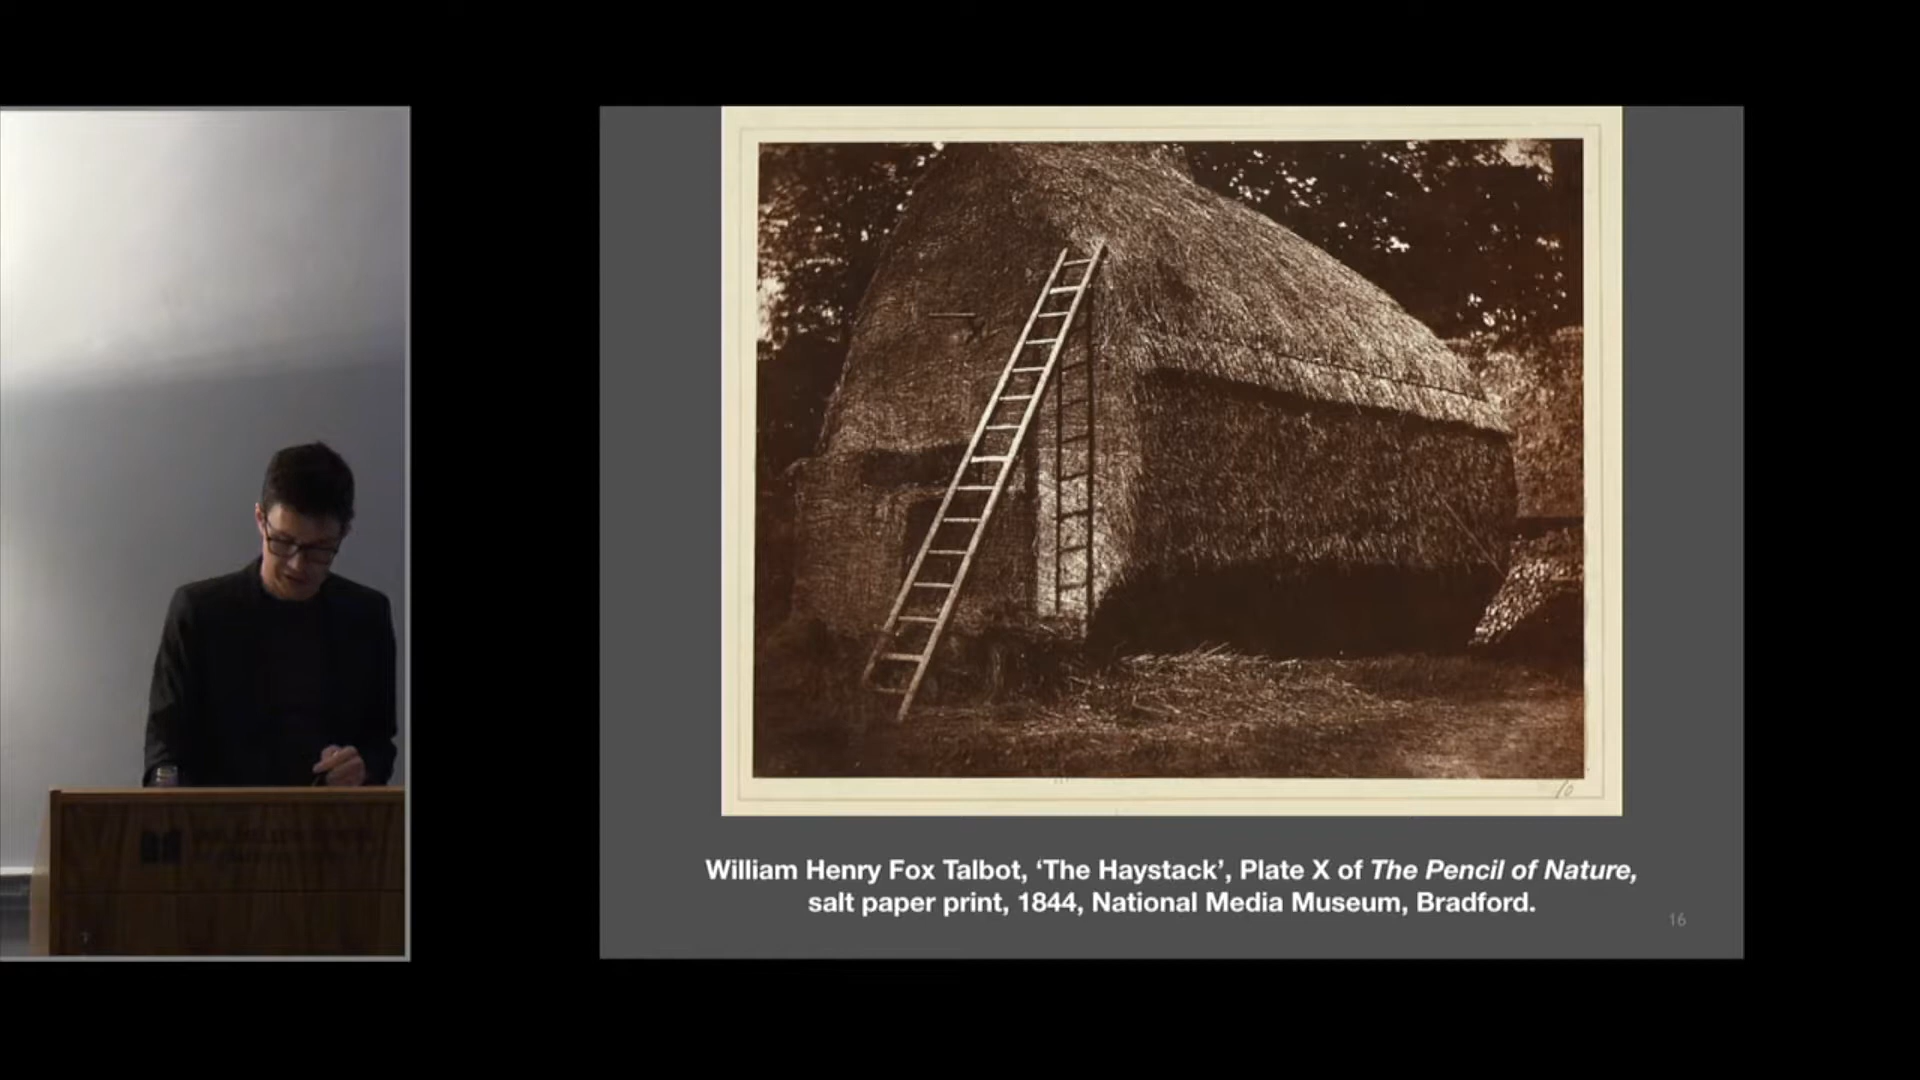 William Henry Fox Talbot, ‘The Haystack’, Plate X of The Pencil of Nature,
salt paper print, 1844, National Media Museum, Bradford.
16
10